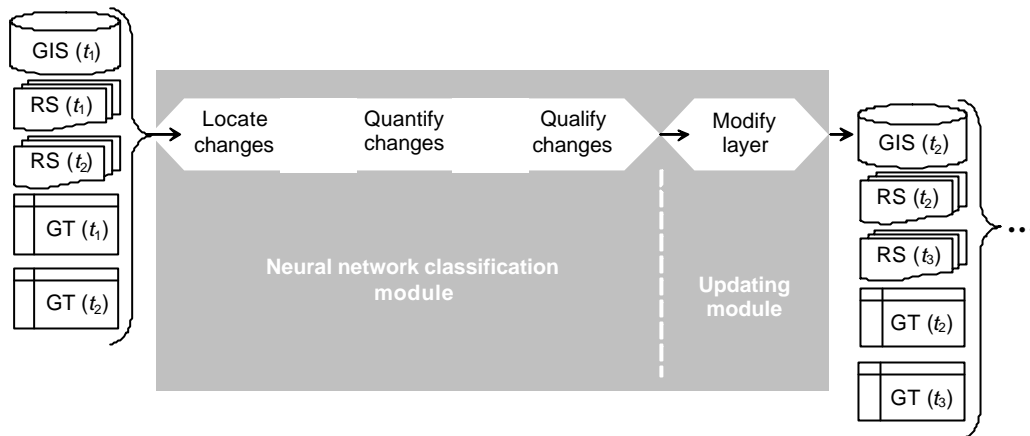 GIS (t1)
RS (t1)
RS (t2)
GT (t1)
GT (t2)
Locate
changes
Quantify
changes
Qualify
changes
Modify
layer
Neural network classification
module
Updating
module
GIS (t2)
RS (t2)
RS (t3)
GT (t2)
GT (t3)
..